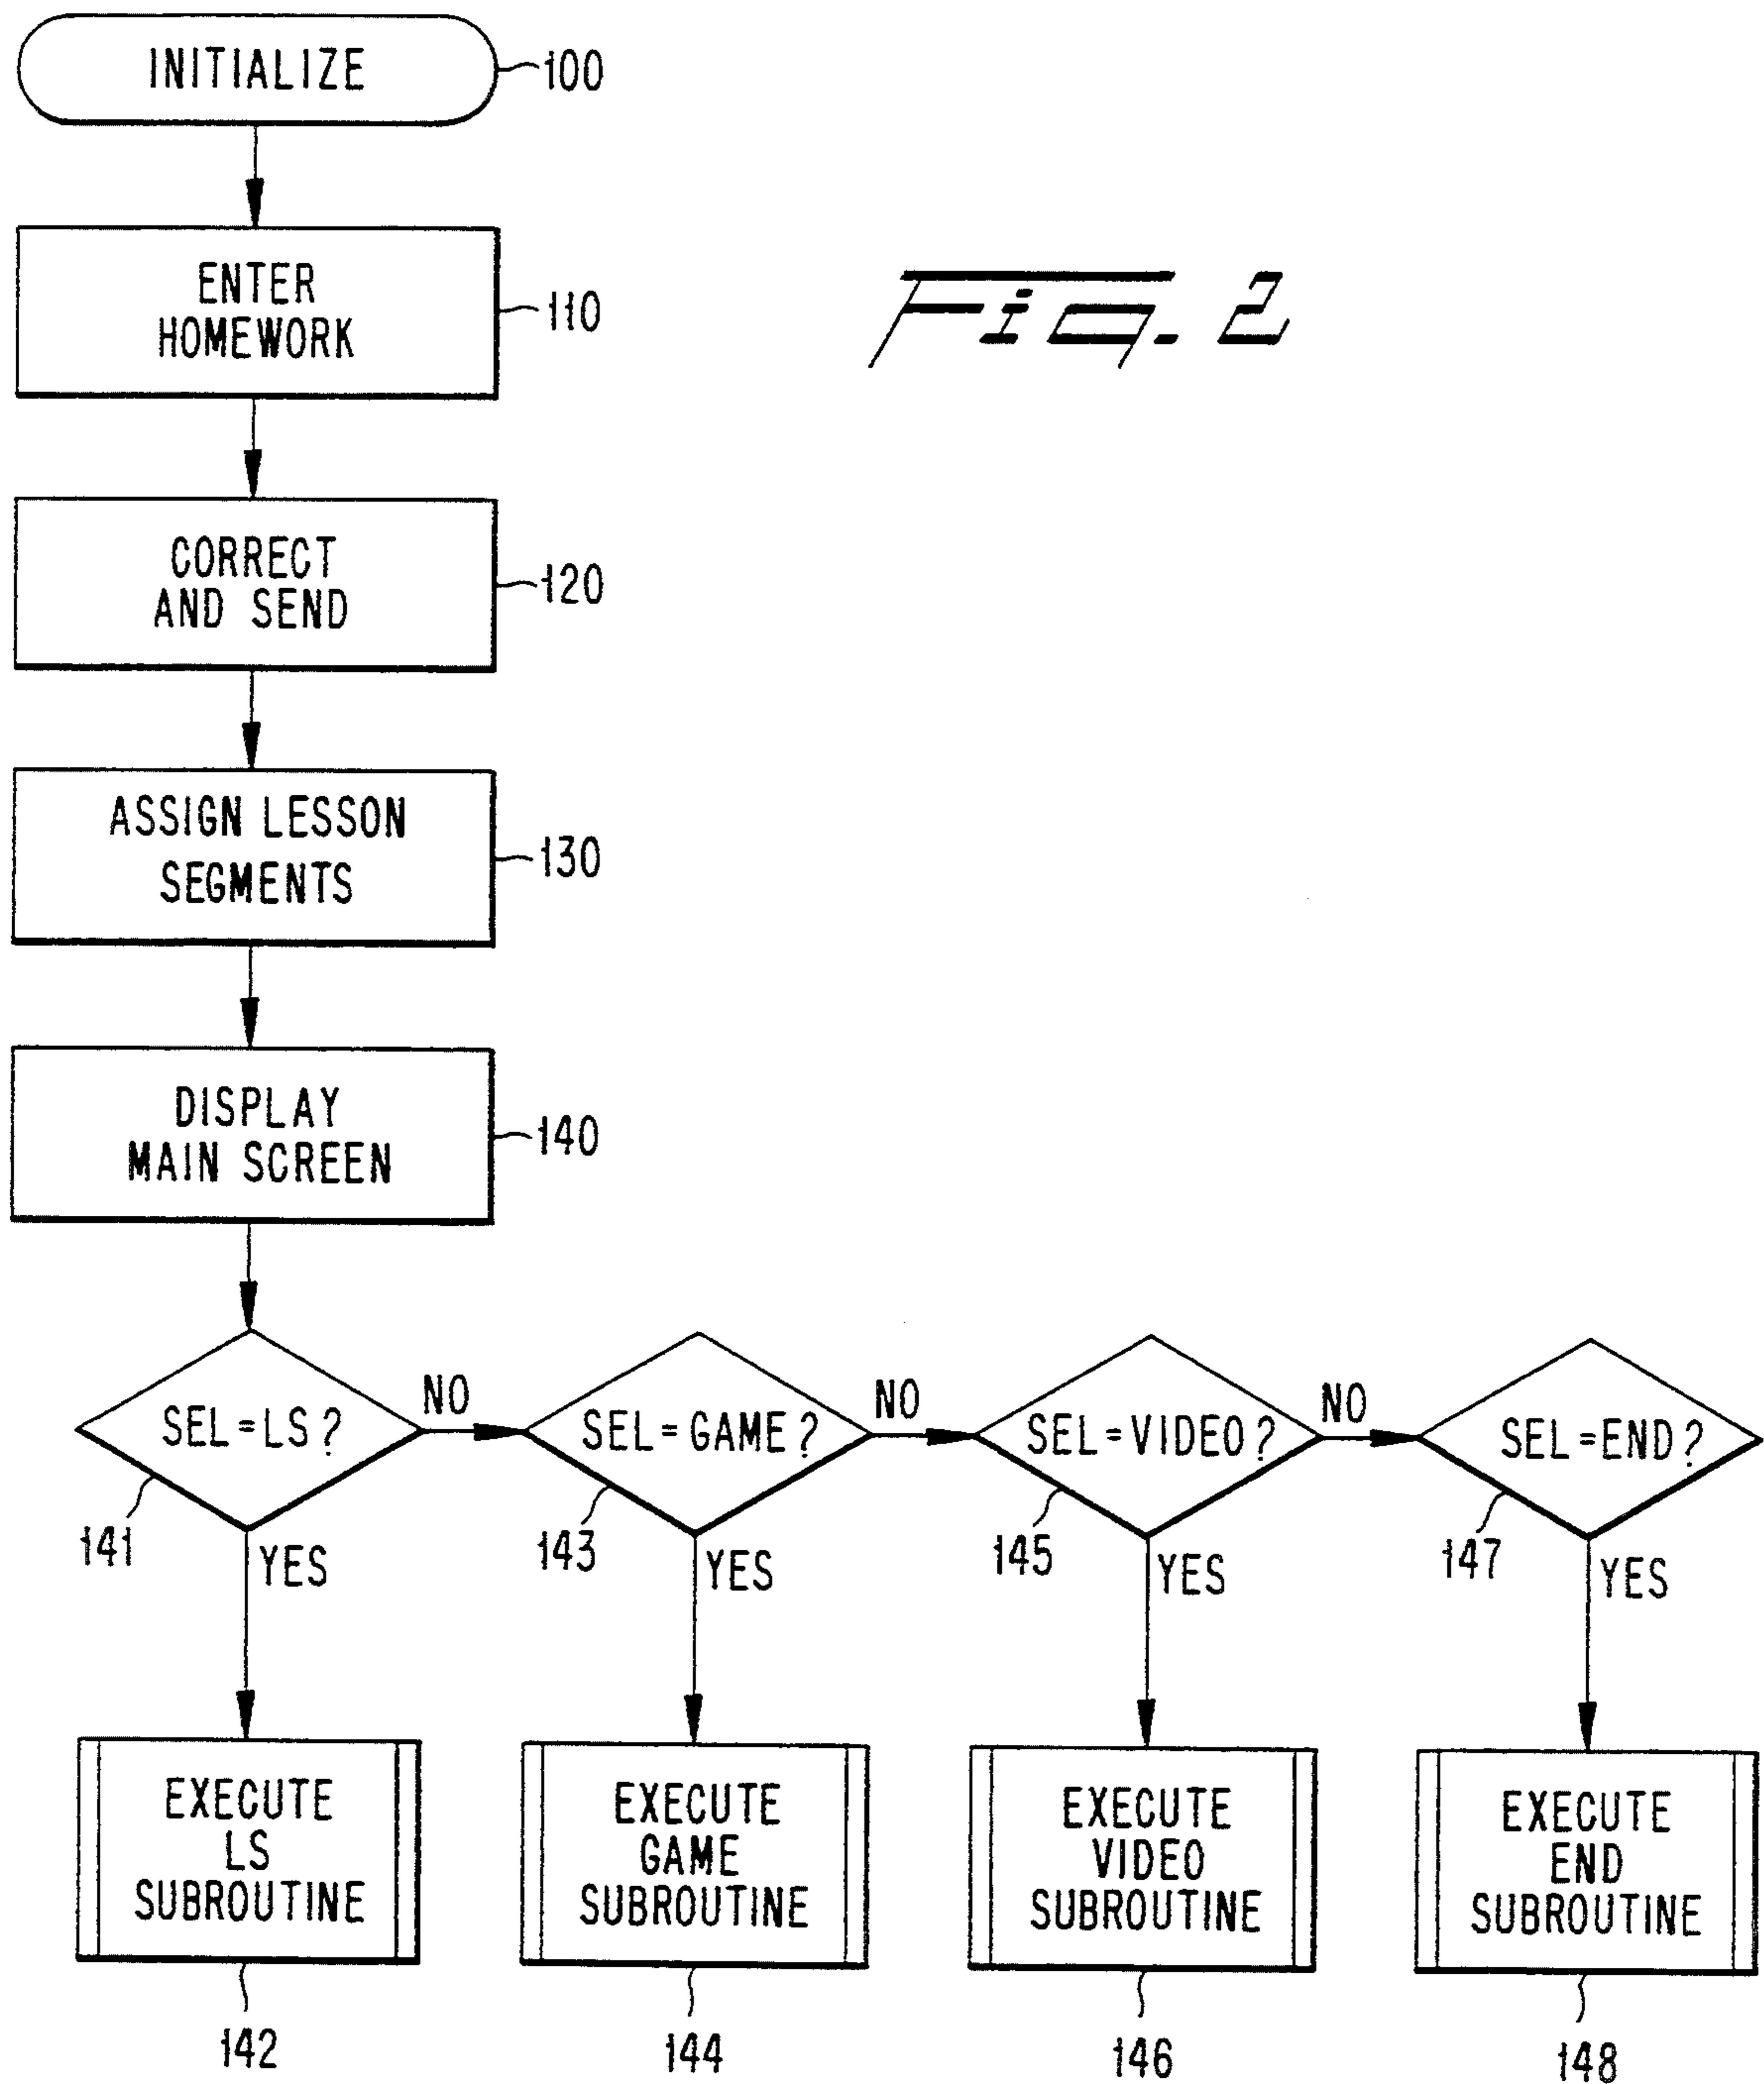 INITIALIZE
100
ENTER
HOMEWORK
110
Fig. 2
CORRECT
AND SEND
120
ASSIGN LESSON
SEGMENTS
130
DISPLAY
MAIN SCREEN
140
SEL=LS?
NO
SEL=GAME?
NO
SEL=VIDEO?
NO
SEL=END?
141
YES
143
YES
145
YES
147
YES
EXECUTE
LS
SUBROUTINE
EXECUTE
GAME
SUBROUTINE
EXECUTE
VIDEO
SUBROUTINE
EXECUTE
END
SUBROUTINE
142
144
146
148